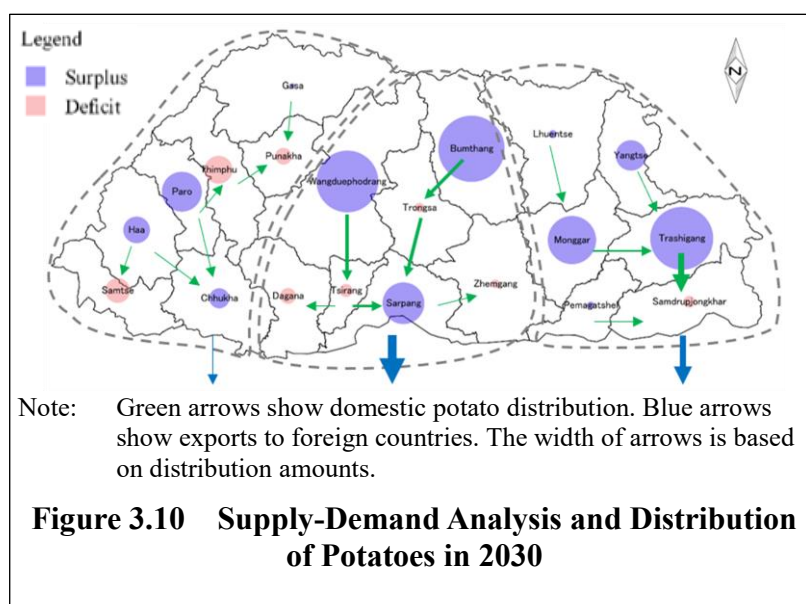 Legend
Surplus
Deficit
N
Gasa
Punakha
Thimphu
Paro
Haa
Samtse
Chhukha
Wangduephodrang
Bumthang
Trongsa
Dagana
Tsirang
Sarpang
Zhemgang
Lhuentse
Yangtse
Monggar
Trashigang
Pemagatshel
Samdrupjongkhar
Note: Green arrows show domestic potato distribution. Blue arrows
show exports to foreign countries. The width of arrows is based
on distribution amounts.
Figure 3.10 Supply-Demand Analysis and Distribution
of Potatoes in 2030